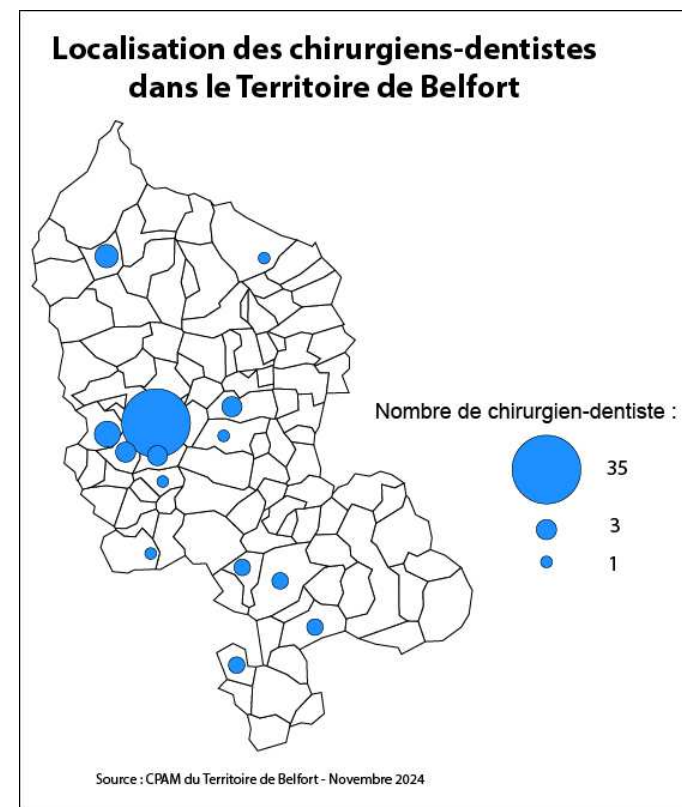 Localisation des chirurgiens-dentistes
dans le Territoire de Belfort
Nombre de chirurgien-dentiste :
35
3
1
Source : CPAM du Territoire de Belfort - Novembre 2024